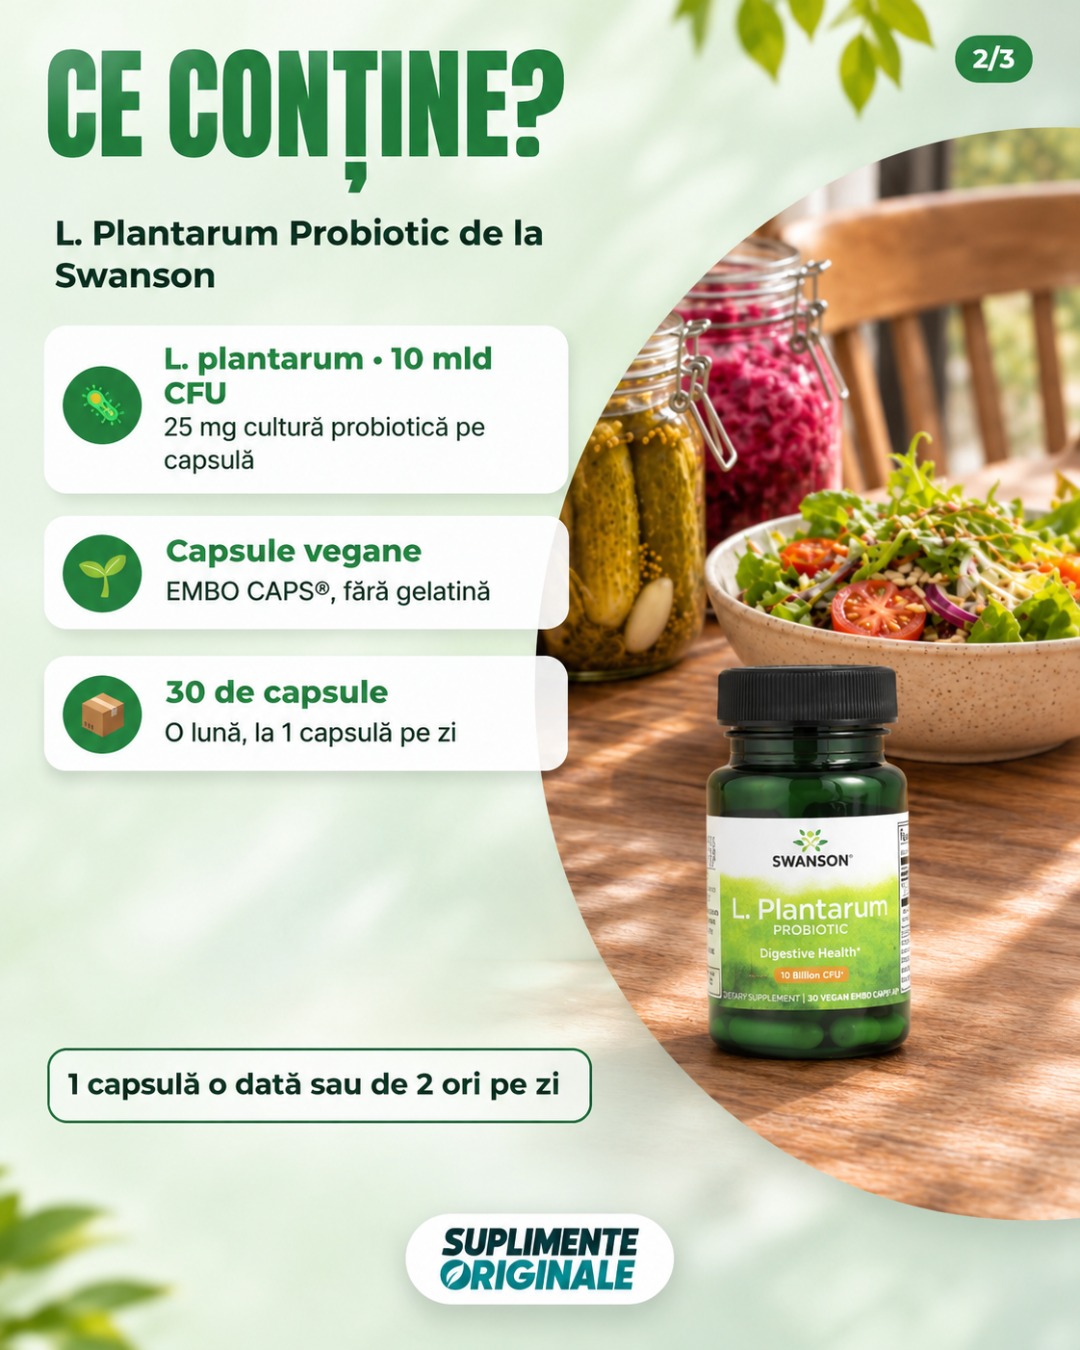 CE CONȚINE?
2/3
L. Plantarum Probiotic de la
Swanson
L. plantarum • 10 mld
CFU
25 mg cultură probiotică pe
capsulă
Capsule vegane
EMBO CAPS®, fără gelatină
30 de capsule
O lună, la 1 capsulă pe zi
SWANSON®
L. Plantarum
PROBIOTIC
Digestive Health*
10 Billion CFU*
DIETARY SUPPLEMENT | 30 VEGAN EMBO CAPS®
1 capsulă o dată sau de 2 ori pe zi
SUPLIMENTE
ORIGINALE